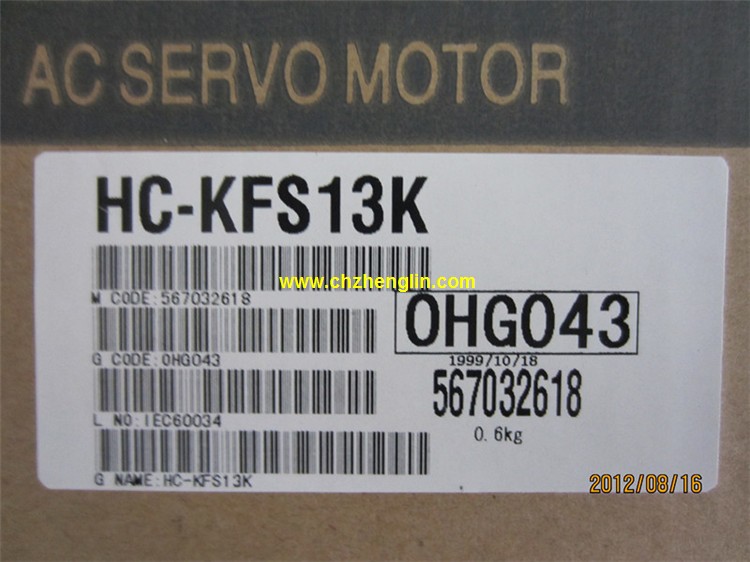 AC SERVO MOTOR
HC-KFS13K
www.chzhenglin.com
M CODE:567032618
0HG043
G CODE:0HG043
1999/10/18
567032618
L NO:IEC60034
0.6kg
G NAME:HC-KFS13K
2012/08/16